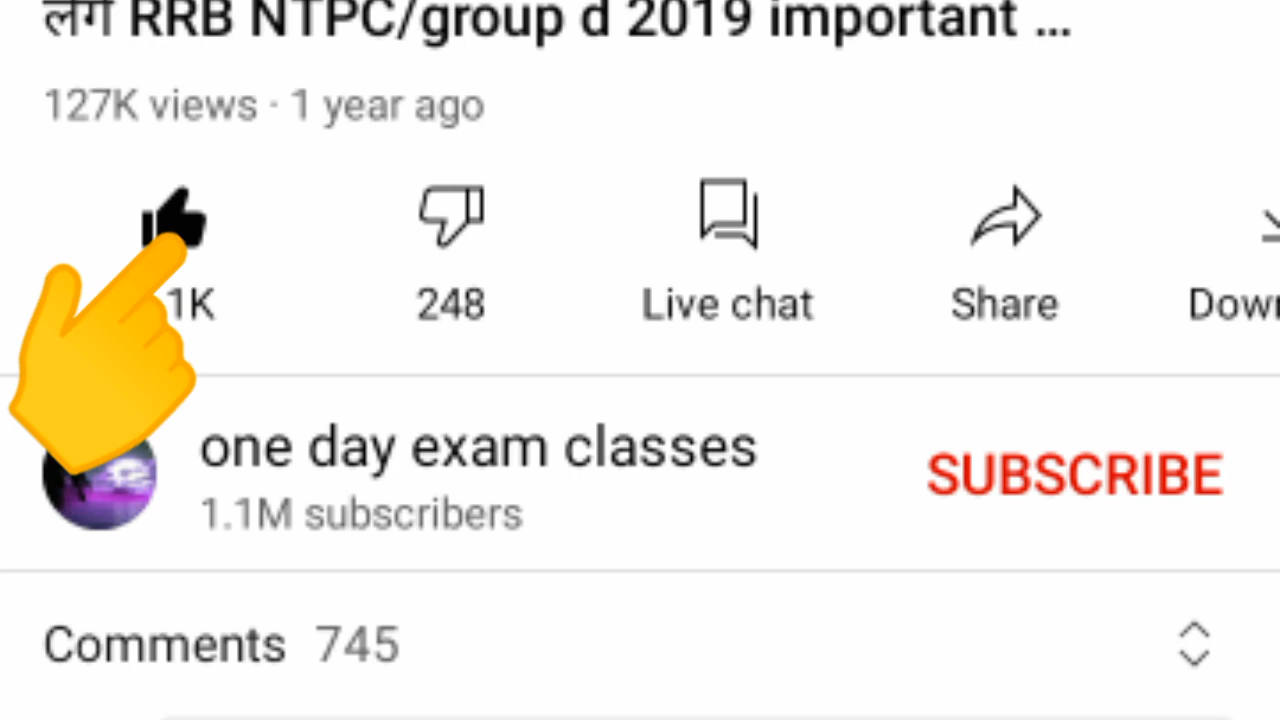 लगे RRB NTPC/group d 2019 important ...
127K views · 1 year ago
1K 248 Live chat Share
one day exam classes
SUBSCRIBE
1.1M subscribers
Comments 745